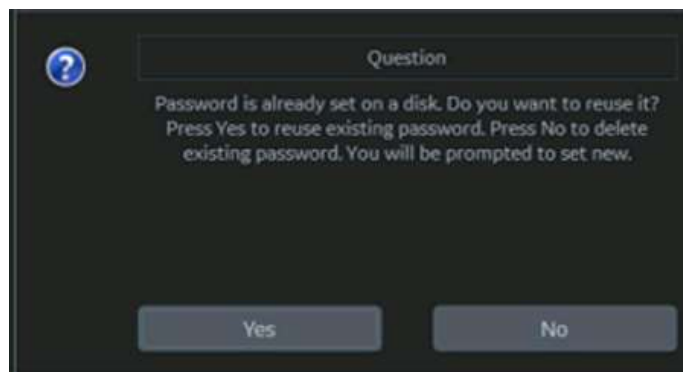 Question
Password is already set on a disk. Do you want to reuse it?
Press Yes to reuse existing password. Press No to delete
existing password. You will be prompted to set new.
Yes
No